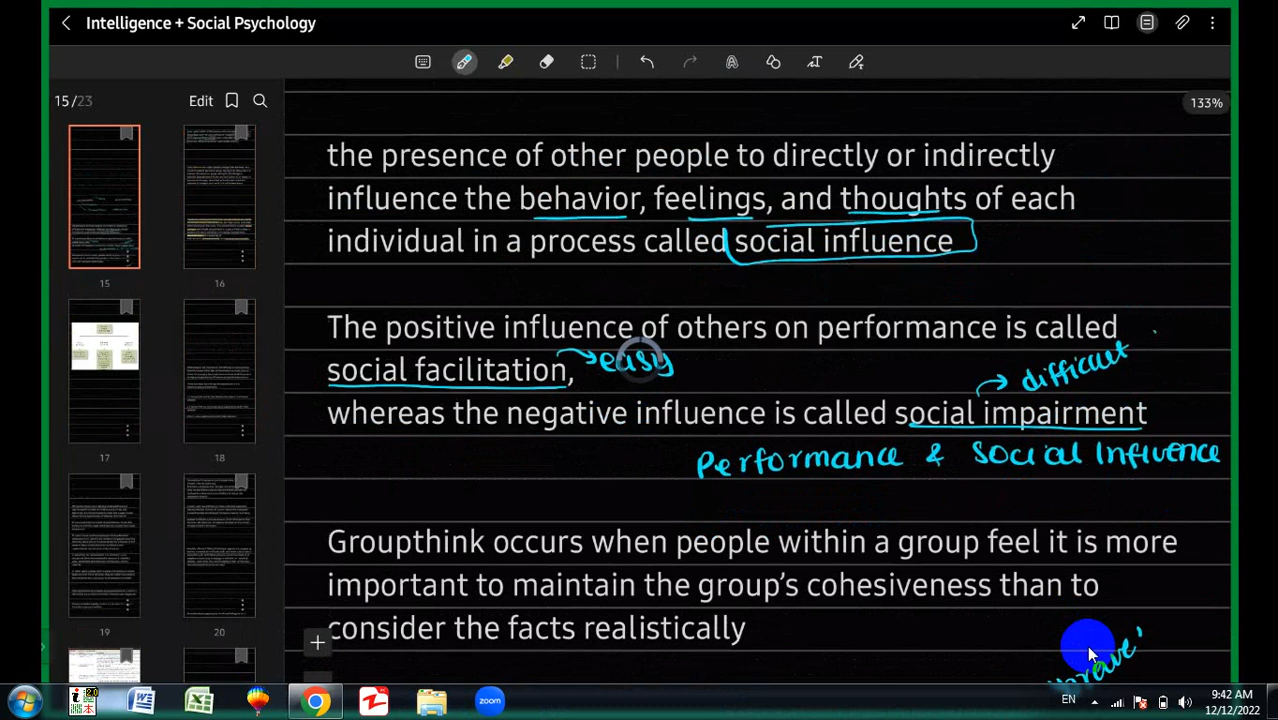 Intelligence + Social Psychology
15/23
Edit
133%
15
16
17
18
19
20
the presence of other people to directly or indirectly
influence the behavior, feelings, and thoughts of each
individual in a process called social influence
The positive influence of others on performance is called
social facilitation,
easy
difficult
whereas the negative influence is called social impairment
Performance & Social Influence
Groupthink occurs when a decision-making group feel it is more
important to maintain the group's cohesiveness than to
consider the facts realistically
zoom
EN
9:42 AM
12/12/2022